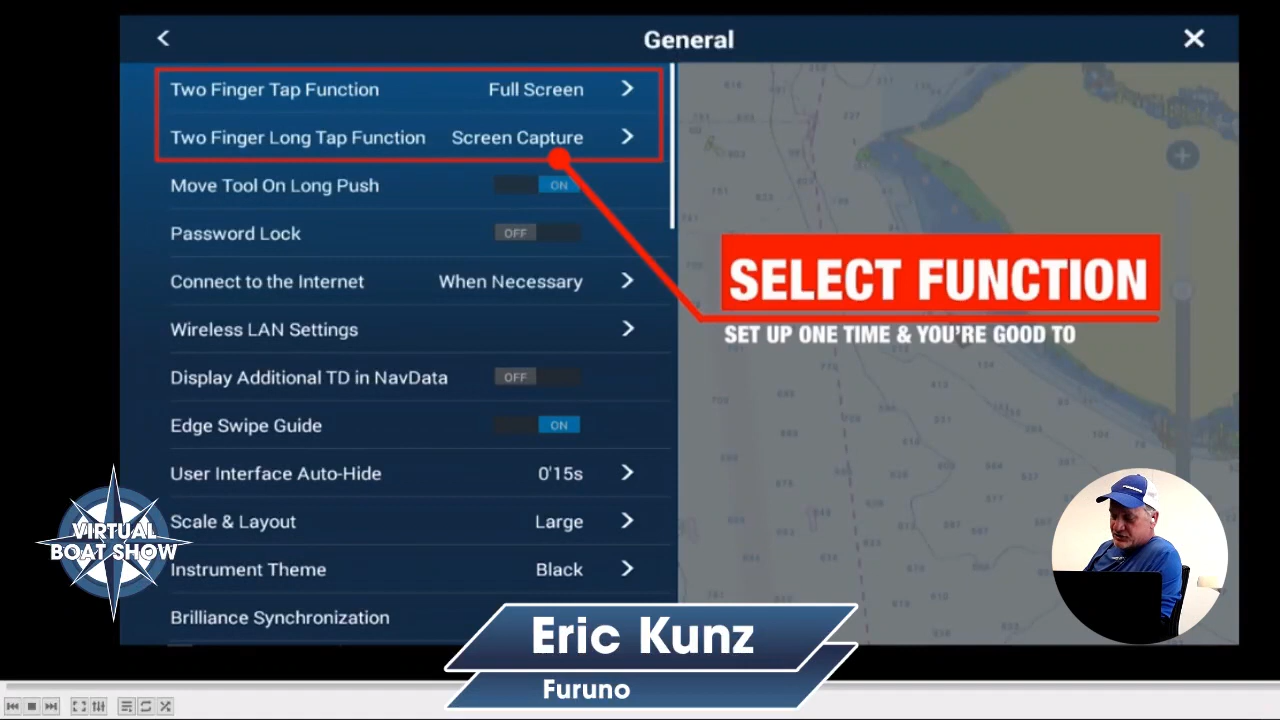 General
Two Finger Tap Function Full Screen
Two Finger Long Tap Function Screen Capture
Move Tool On Long Push ON
Password Lock OFF
Connect to the Internet When Necessary
Wireless LAN Settings
Display Additional TD in NavData OFF
Edge Swipe Guide ON
User Interface Auto-Hide 0'15s
Scale & Layout Large
Instrument Theme Black
Brilliance Synchronization
SELECT FUNCTION
SET UP ONE TIME & YOU'RE GOOD TO
VIRTUAL
BOAT SHOW
Eric Kunz
Furuno